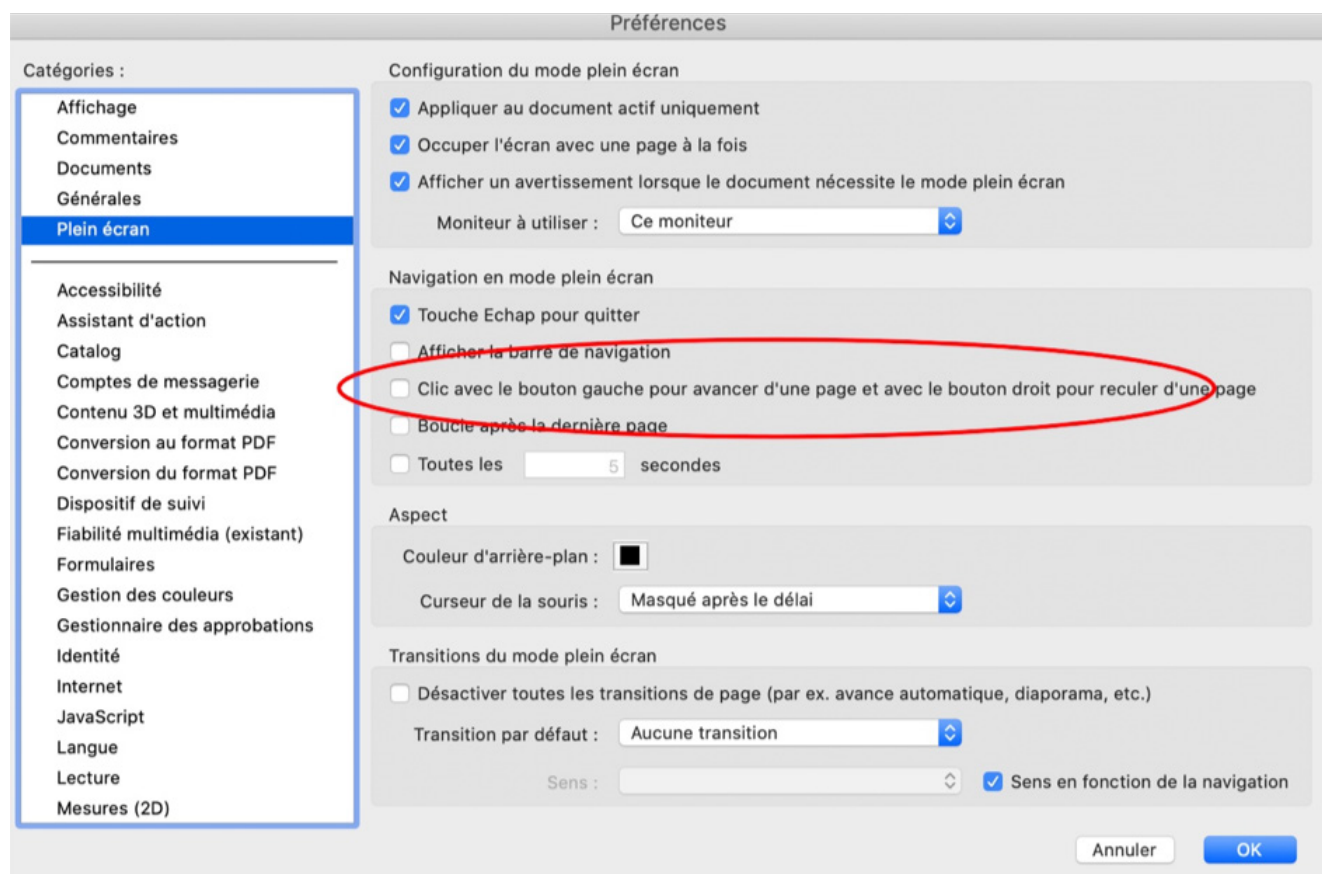 Préférences
Catégories :
Affichage
Commentaires
Documents
Générales
Plein écran
Accessibilité
Assistant d'action
Catalog
Comptes de messagerie
Contenu 3D et multimédia
Conversion au format PDF
Conversion du format PDF
Dispositif de suivi
Fiabilité multimédia (existant)
Formulaires
Gestion des couleurs
Gestionnaire des approbations
Identité
Internet
JavaScript
Langue
Lecture
Mesures (2D)
Configuration du mode plein écran
Appliquer au document actif uniquement
Occuper l'écran avec une page à la fois
Afficher un avertissement lorsque le document nécessite le mode plein écran
Moniteur à utiliser : Ce moniteur
Navigation en mode plein écran
Touche Echap pour quitter
Afficher la barre de navigation
Clic avec le bouton gauche pour avancer d'une page et avec le bouton droit pour reculer d'une page
Boucle après la dernière page
Toutes les 5 secondes
Aspect
Couleur d'arrière-plan :
Curseur de la souris : Masqué après le délai
Transitions du mode plein écran
Désactiver toutes les transitions de page (par ex. avance automatique, diaporama, etc.)
Transition par défaut : Aucune transition
Sens : Sens en fonction de la navigation
Annuler OK